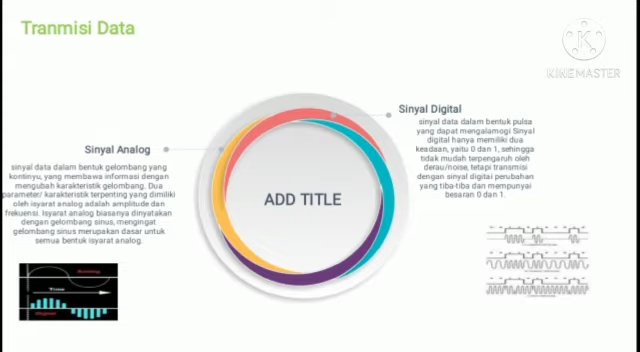 Tranmisi Data
KINEMASTER
Sinyal Digital
sinyal data dalam bentuk pulsa
yang dapat mengalamogi Sinyal
digital hanya memiliki dua
keadaan, yaitu 0 dan 1, sehingga
tidak mudah terpengaruh oleh
derau/noise, tetapi transmisi
dengan sinyal digital perubahan
yang tiba-tiba dan mempunyai
besaran 0 dan 1.
Sinyal Analog
sinyal data dalam bentuk gelombang yang
kontinyu, yang membawa informasi dengan
mengubah karakteristik gelombang. Dua
parameter/ karakteristik terpenting yang dimiliki
oleh isyarat analog adalah amplitude dan
frekuensi. Isyarat analog biasanya dinyatakan
dengan gelombang sinus, mengingat
gelombang sinus merupakan dasar untuk
semua bentuk isyarat analog.
ADD TITLE
Analog
Time
Digital